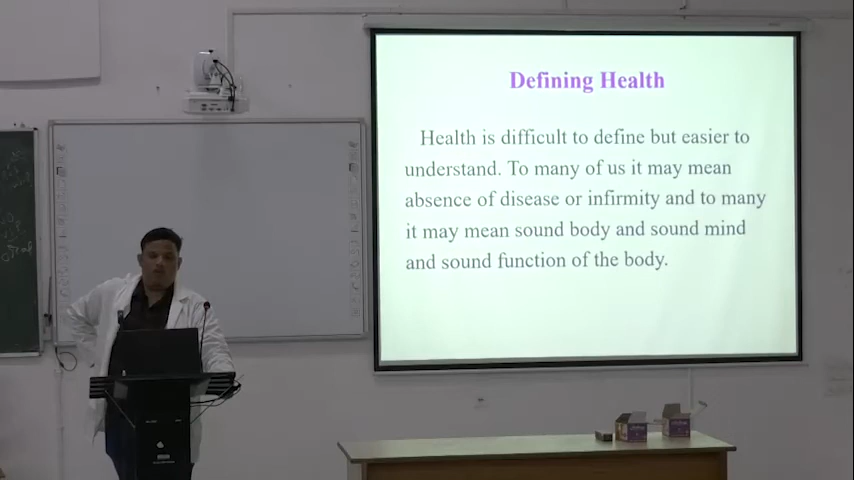 Defining Health
Health is difficult to define but easier to
understand. To many of us it may mean
absence of disease or infirmity and to many
it may mean sound body and sound mind
and sound function of the body.